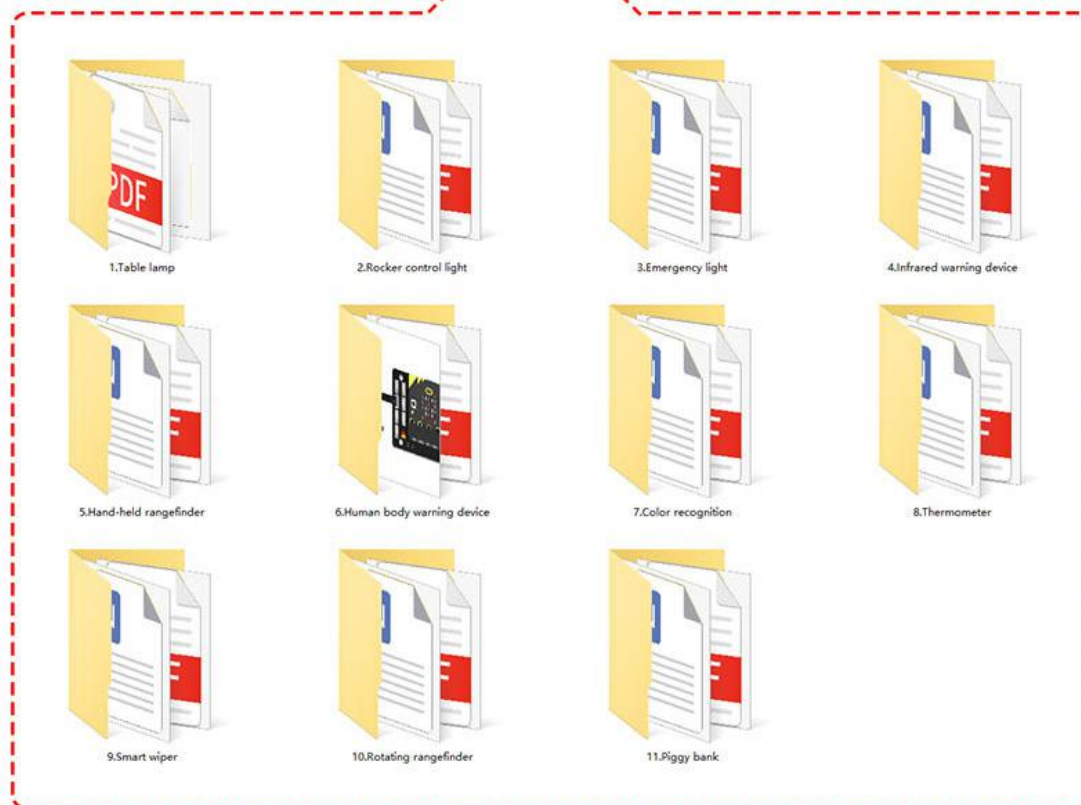 PDF
1.Table lamp
2.Rocker control light
3.Emergency light
4.Infrared warning device
5.Hand-held rangefinder
6.Human body warning device
7.Color recognition
8.Thermometer
9.Smart wiper
10.Rotating rangefinder
11.Piggy bank